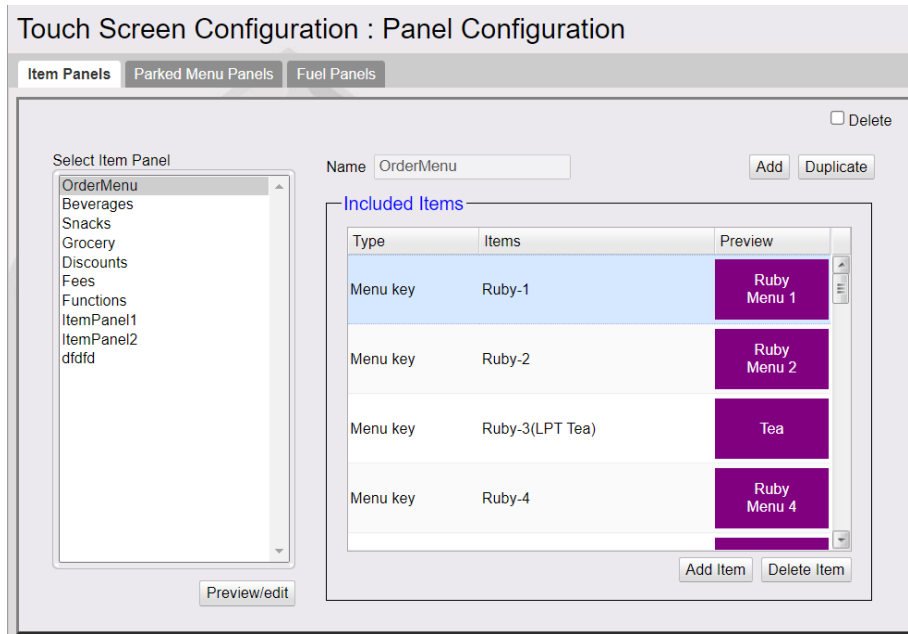 Touch Screen Configuration : Panel Configuration
Item Panels Parked Menu Panels Fuel Panels
Delete
Select Item Panel
OrderMenu
Beverages
Snacks
Grocery
Discounts
Fees
Functions
ItemPanel1
ItemPanel2
dfdfd
Preview/edit
Name OrderMenu Add Duplicate
Included Items
Type Items Preview
Menu key Ruby-1 Ruby
Menu 1
Menu key Ruby-2 Ruby
Menu 2
Menu key Ruby-3(LPT Tea) Tea
Menu key Ruby-4 Ruby
Menu 4
Add Item Delete Item